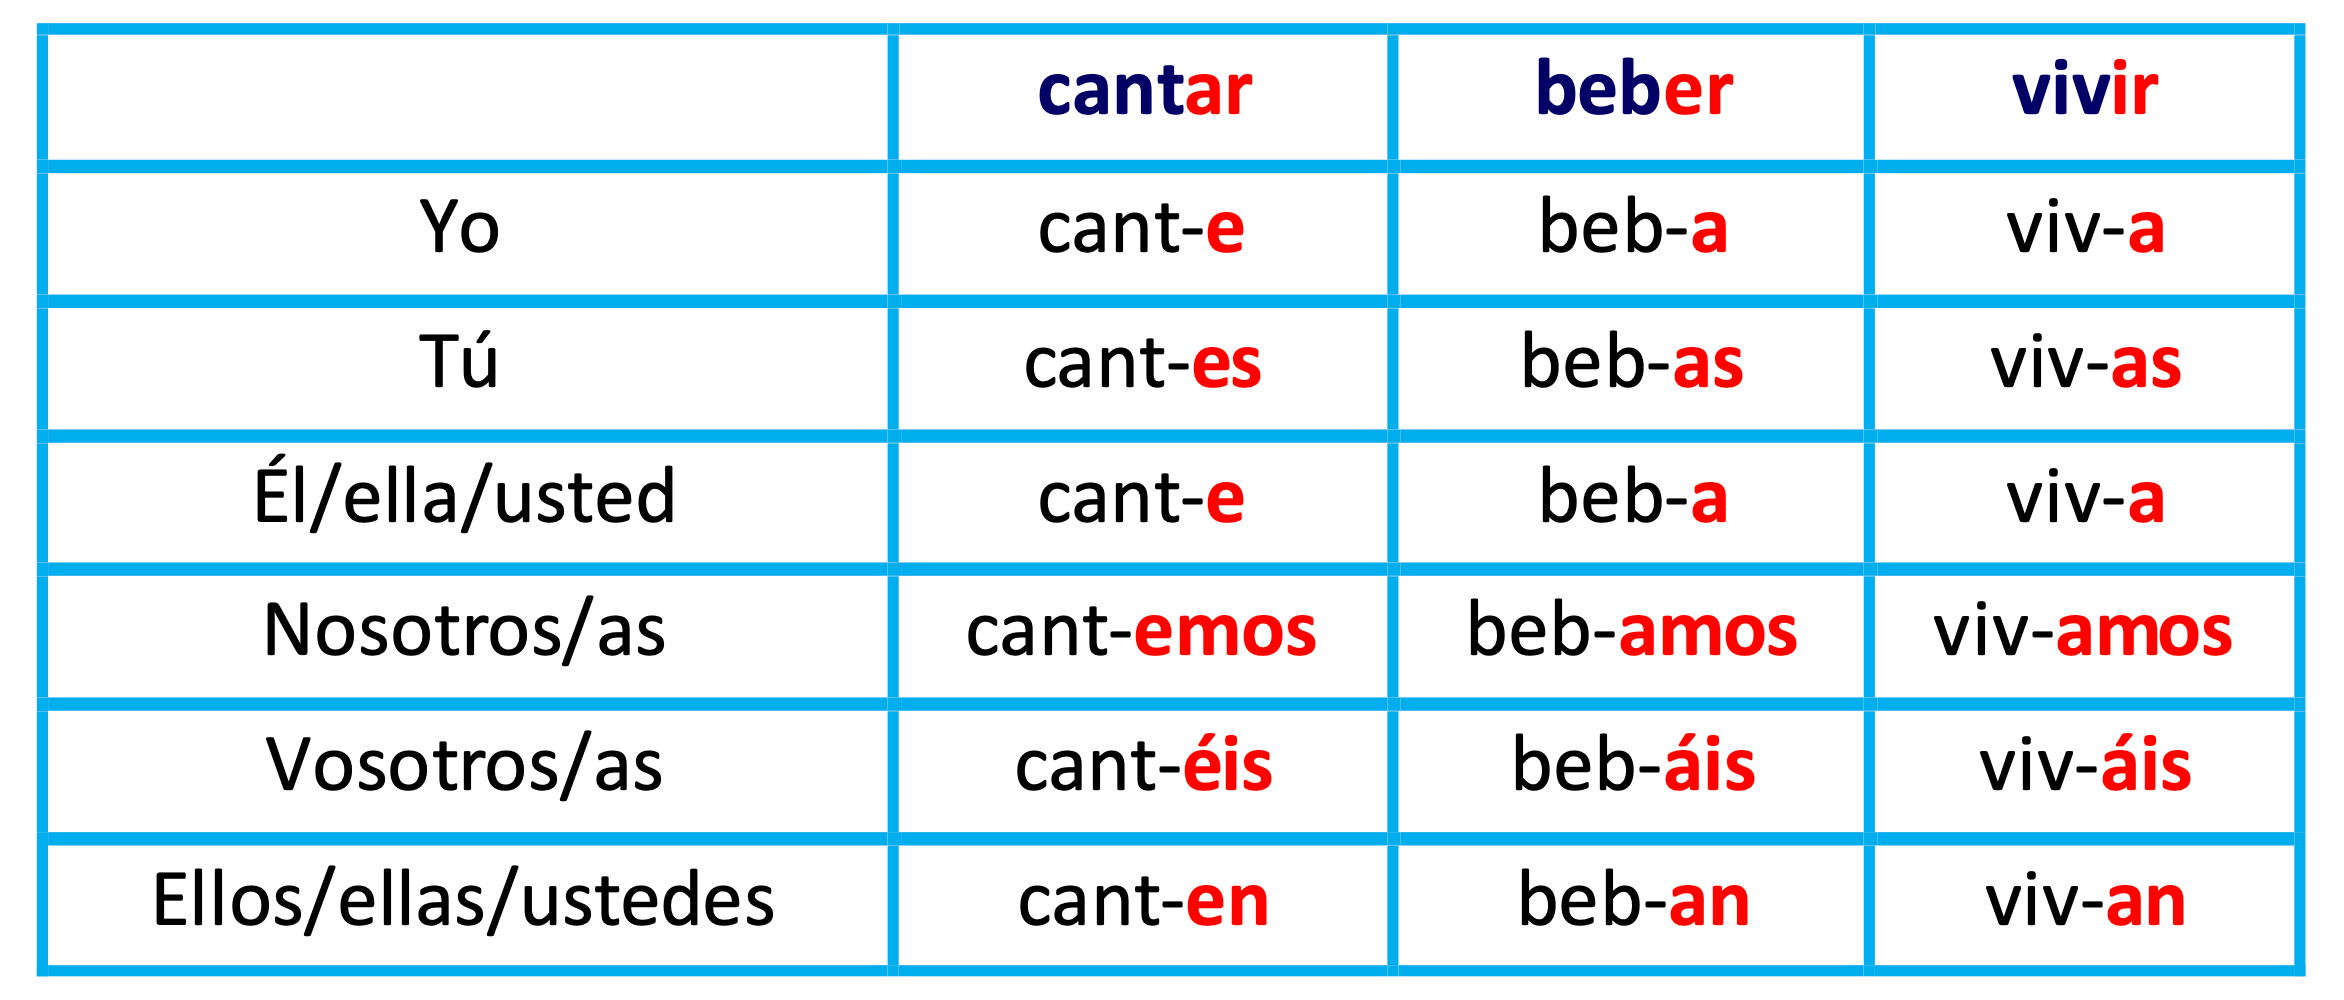 cantar beber vivir
Yo cant-e beb-a viv-a
Tú cant-es beb-as viv-as
Él/ella/usted cant-e beb-a viv-a
Nosotros/as cant-emos beb-amos viv-amos
Vosotros/as cant-éis beb-áis viv-áis
Ellos/ellas/ustedes cant-en beb-an viv-an